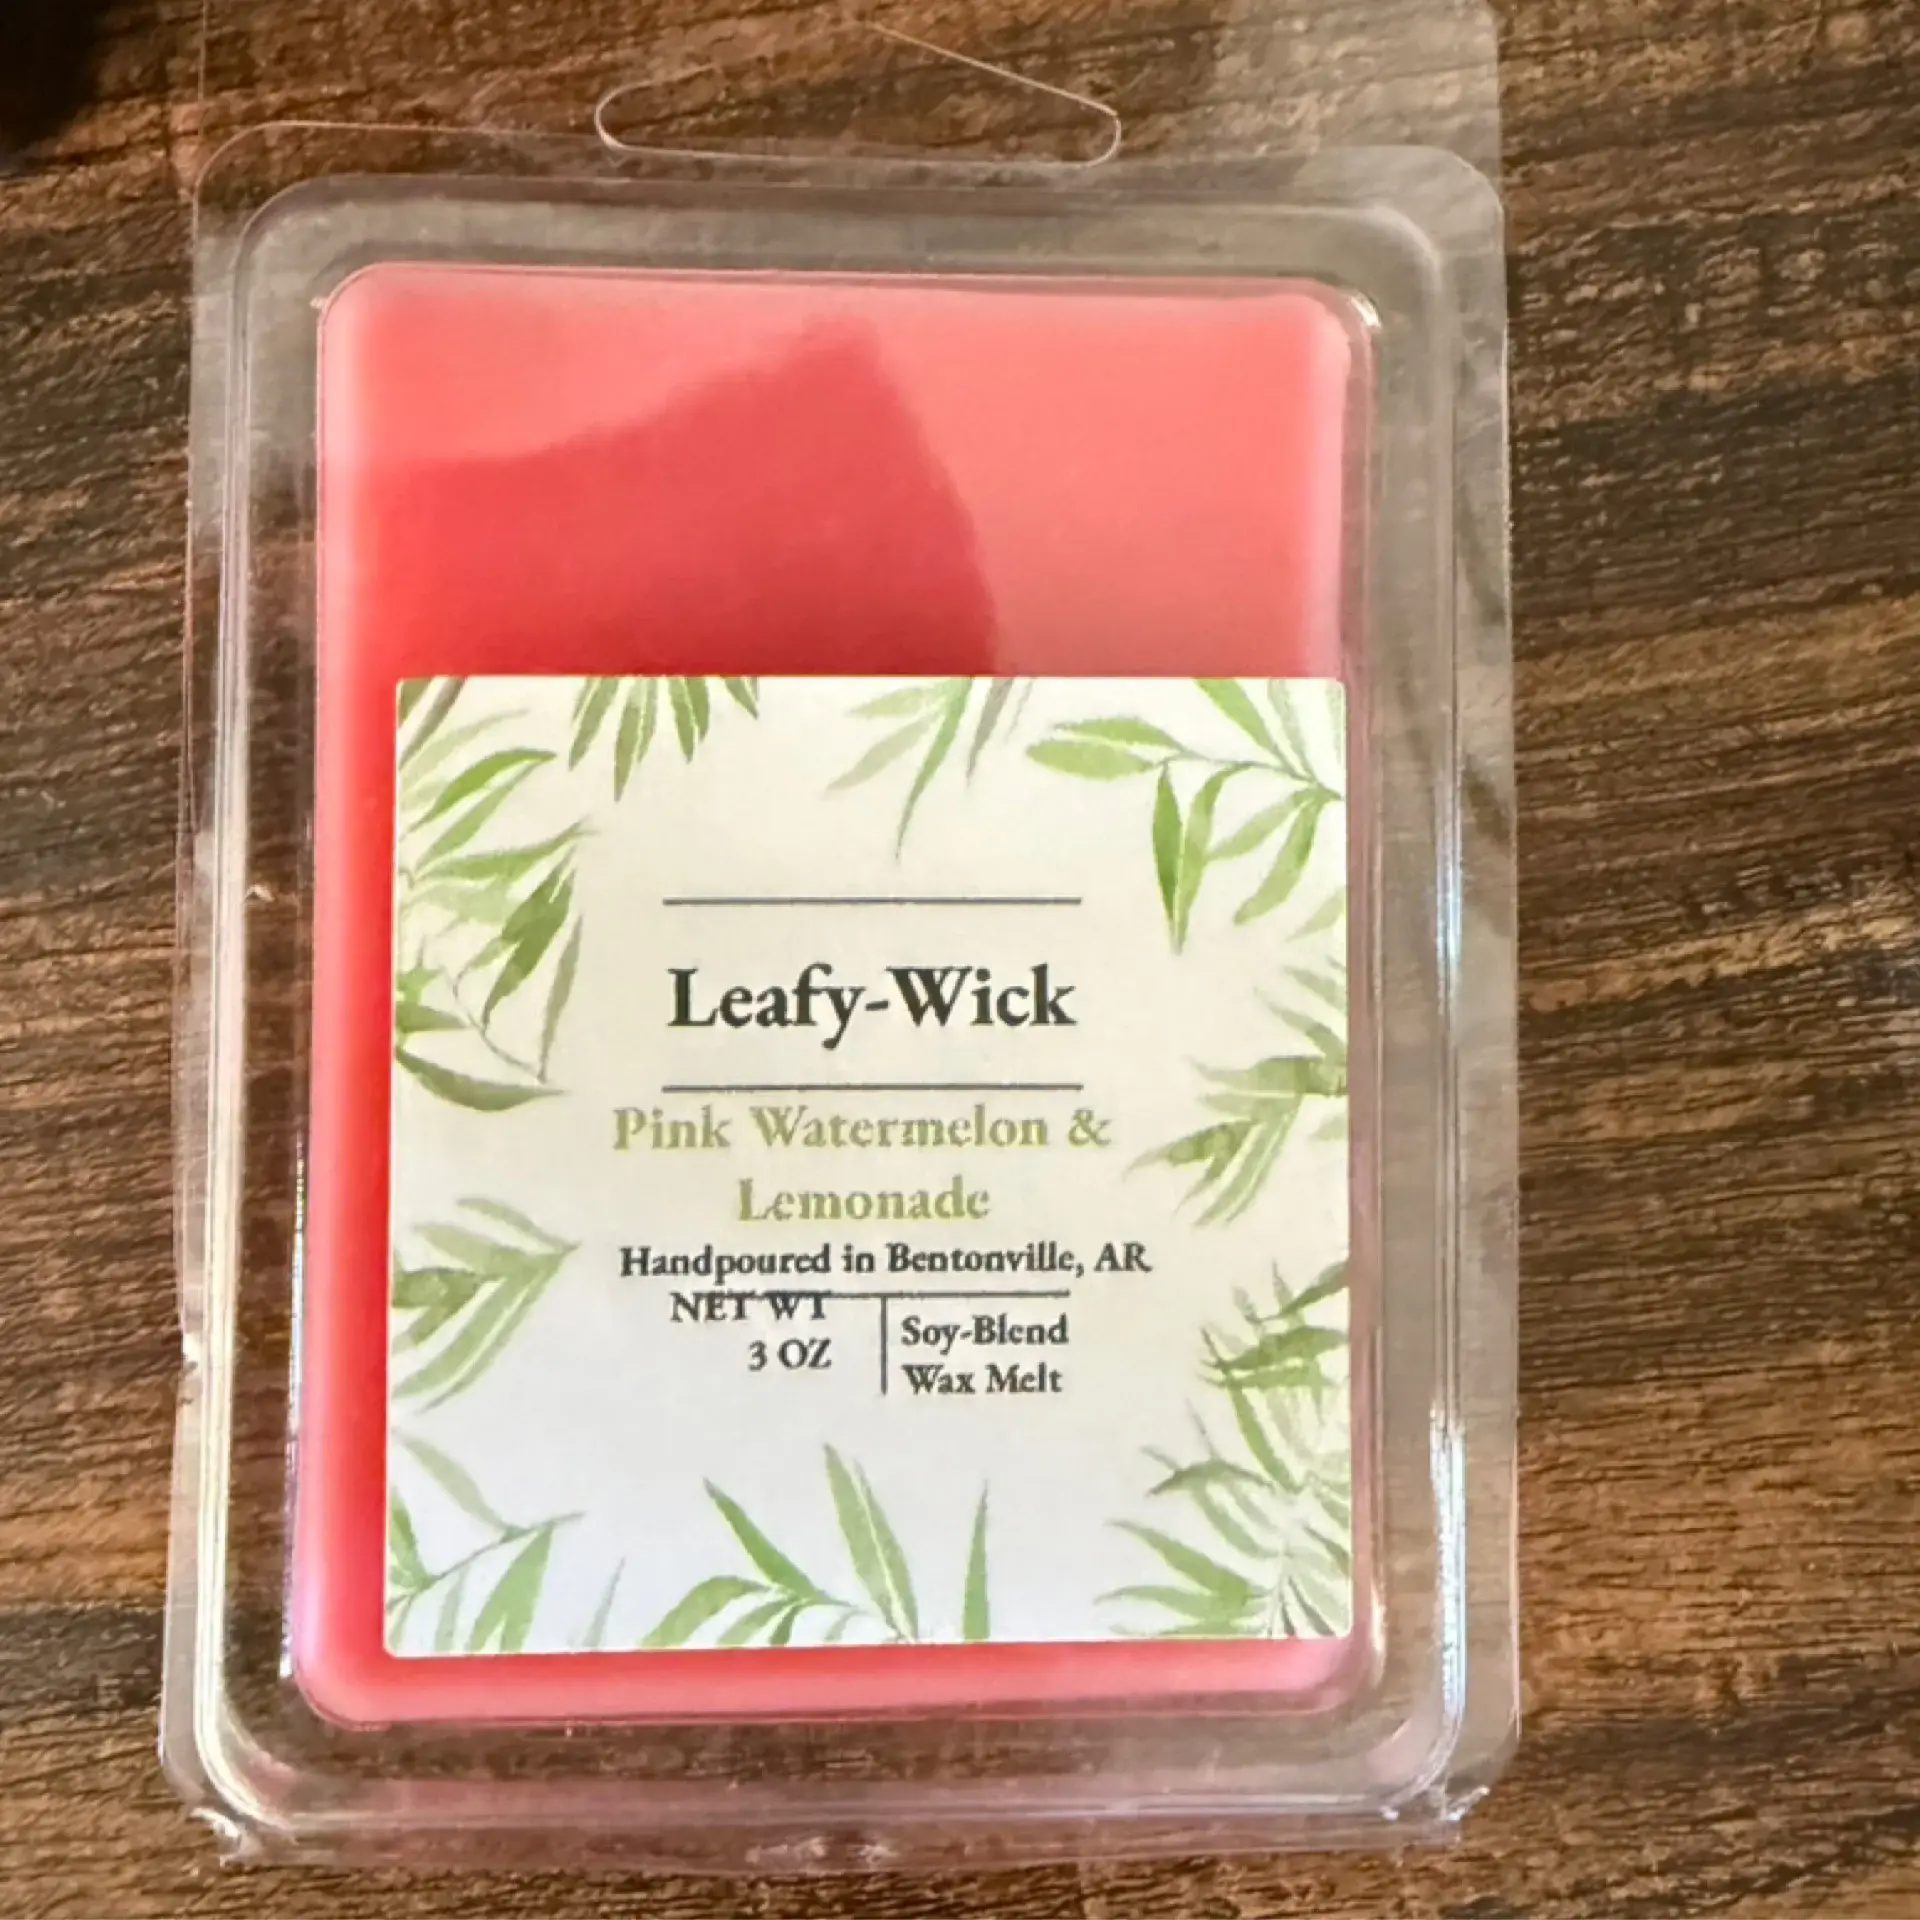 Leafy-Wick
Pink Watermelon &
Lemonade
Handpoured in Bentonville, AR
NET WT
3 OZ
Soy-Blend
Wax Melt